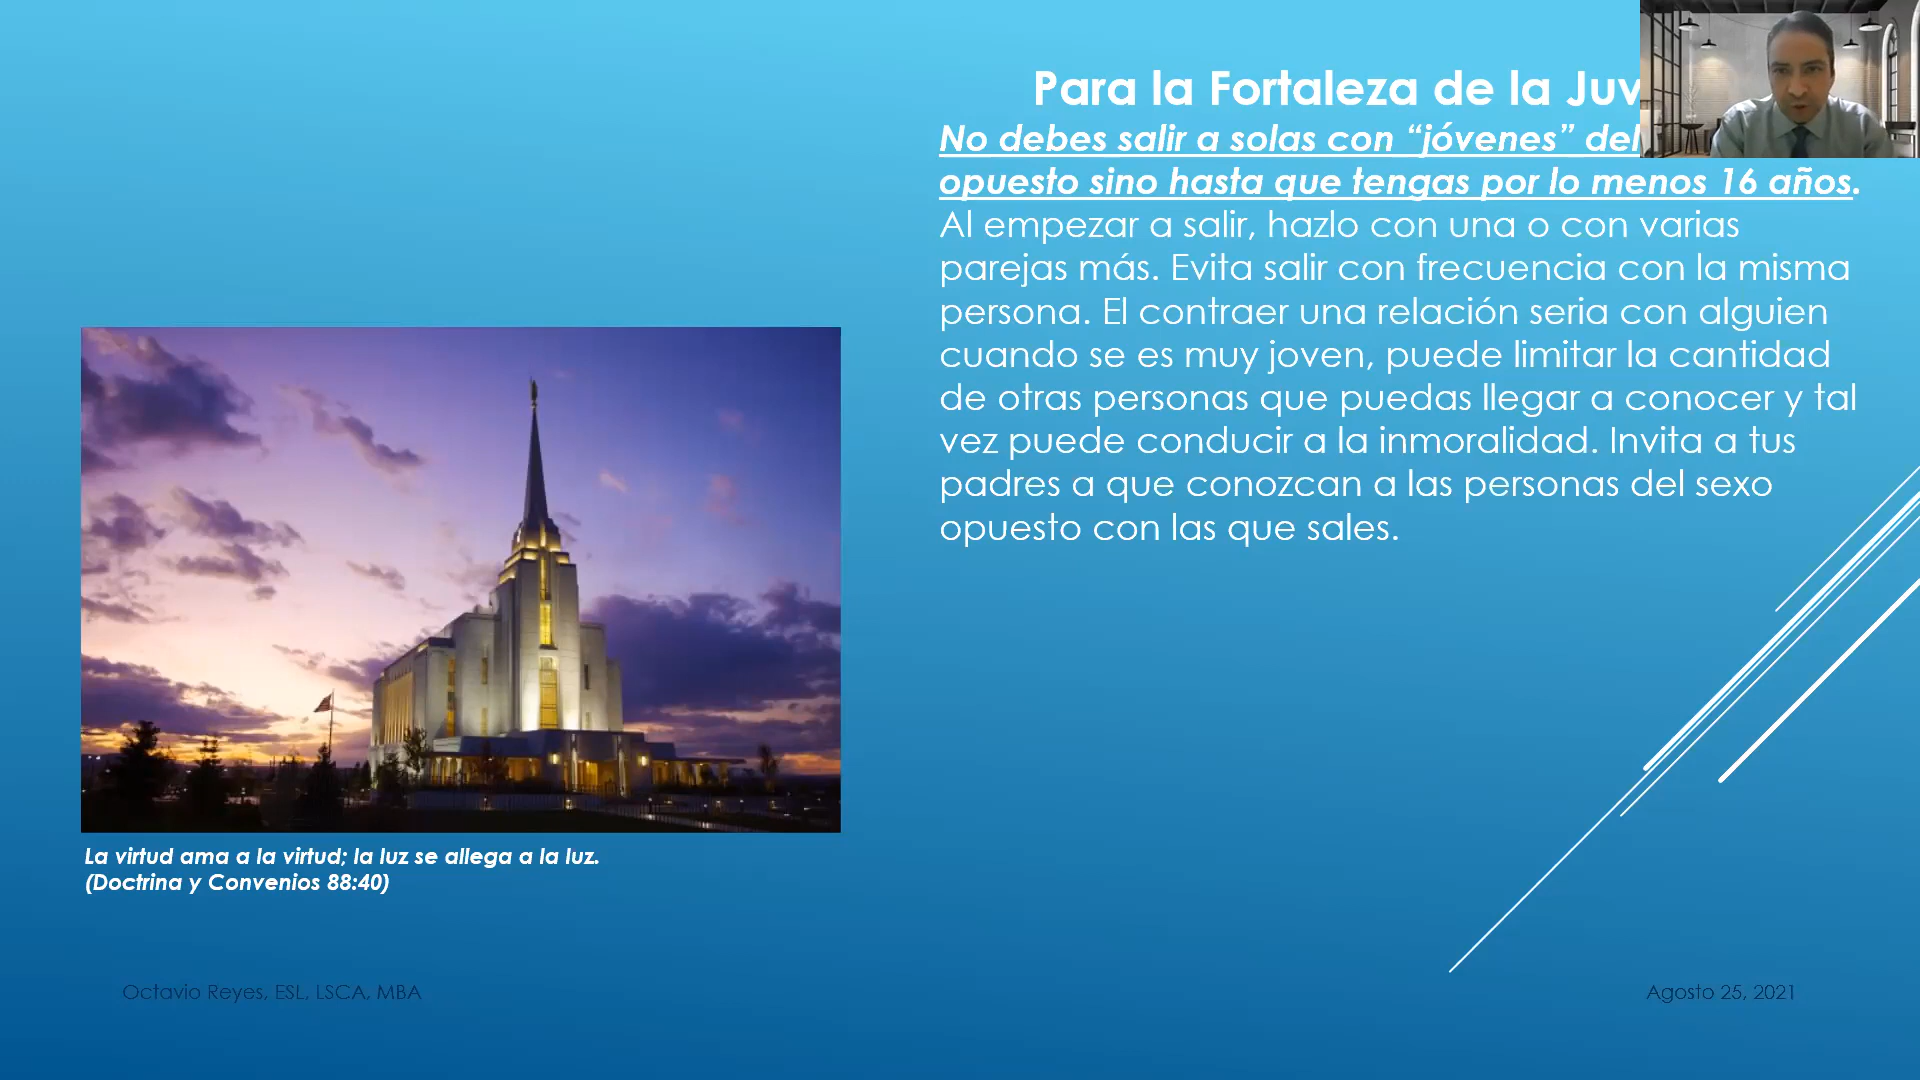 Para la Fortaleza de la Juv
No debes salir a solas con “jóvenes” del
opuesto sino hasta que tengas por lo menos 16 años.
Al empezar a salir, hazlo con una o con varias
parejas más. Evita salir con frecuencia con la misma
persona. El contraer una relación seria con alguien
cuando se es muy joven, puede limitar la cantidad
de otras personas que puedas llegar a conocer y tal
vez puede conducir a la inmoralidad. Invita a tus
padres a que conozcan a las personas del sexo
opuesto con las que sales.
La virtud ama a la virtud; la luz se allega a la luz.
(Doctrina y Convenios 88:40)
Octavio Reyes, ESL, LSCA, MBA
Agosto 25, 2021